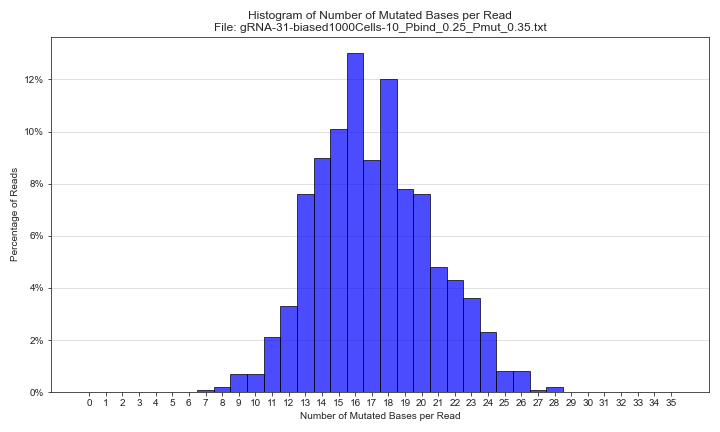 Histogram of Number of Mutated Bases per Read
File: gRNA-31-biased1000Cells-10_Pbind_0.25_Pmut_0.35.txt
Percentage of Reads
12%
10%
8%
6%
4%
2%
0%
0 1 2 3 4 5 6 7 8 9 10 11 12 13 14 15 16 17 18 19 20 21 22 23 24 25 26 27 28 29 30 31 32 33 34 35
Number of Mutated Bases per Read